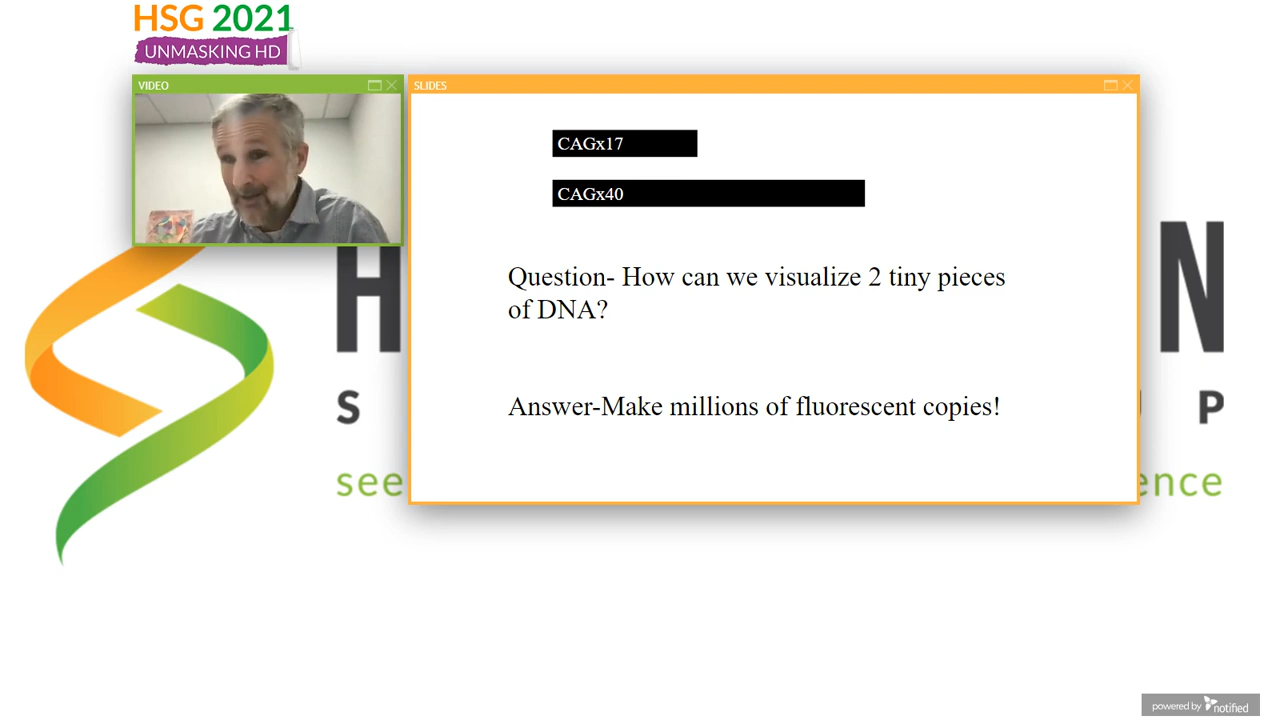 HSG 2021
UNMASKING HD
VIDEO
SLIDES
CAGx17
CAGx40
Question- How can we visualize 2 tiny pieces
of DNA?
Answer-Make millions of fluorescent copies!
H
N
S
P
see
ence
powered by notified